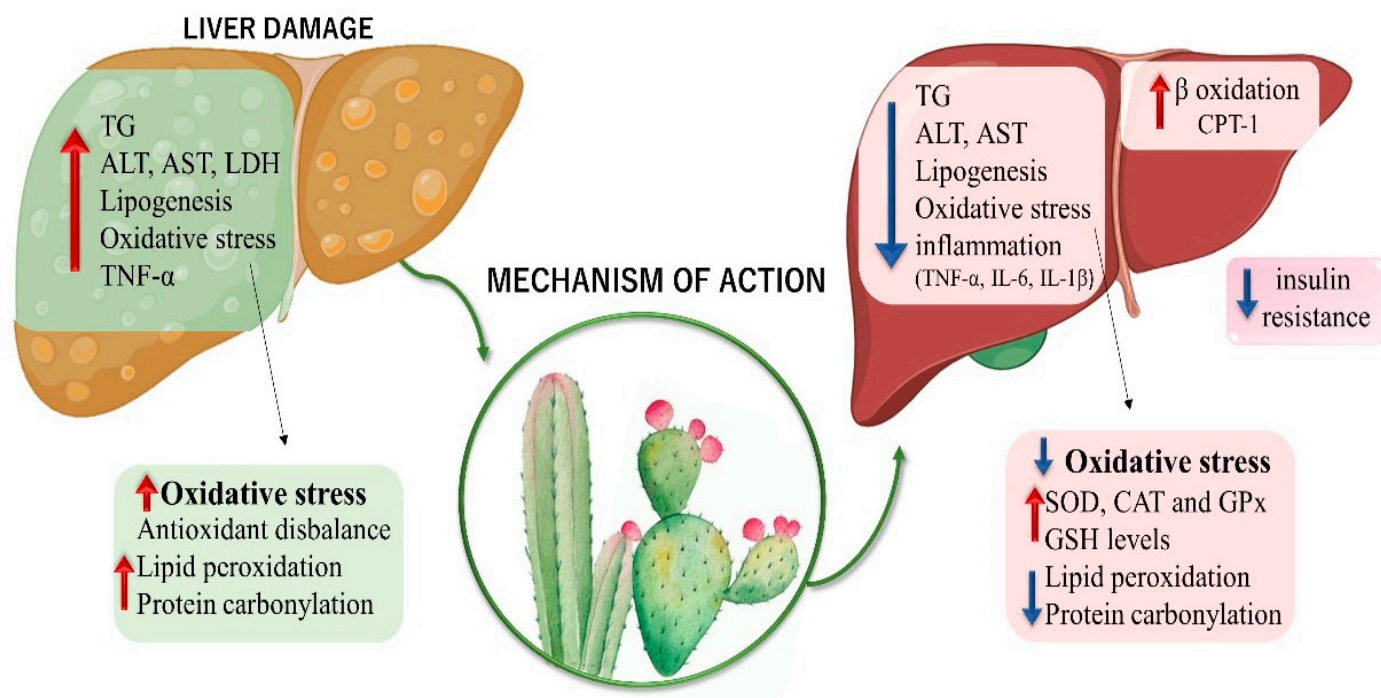 LIVER DAMAGE
TG
ALT, AST, LDH
Lipogenesis
Oxidative stress
TNF-α
Oxidative stress
Antioxidant disbalance
Lipid peroxidation
Protein carbonylation
MECHANISM OF ACTION
TG
ALT, AST
Lipogenesis
Oxidative stress
inflammation
(TNF-α, IL-6, IL-1β)
β oxidation
CPT-1
insulin
resistance
Oxidative stress
SOD, CAT and GPx
GSH levels
Lipid peroxidation
Protein carbonylation